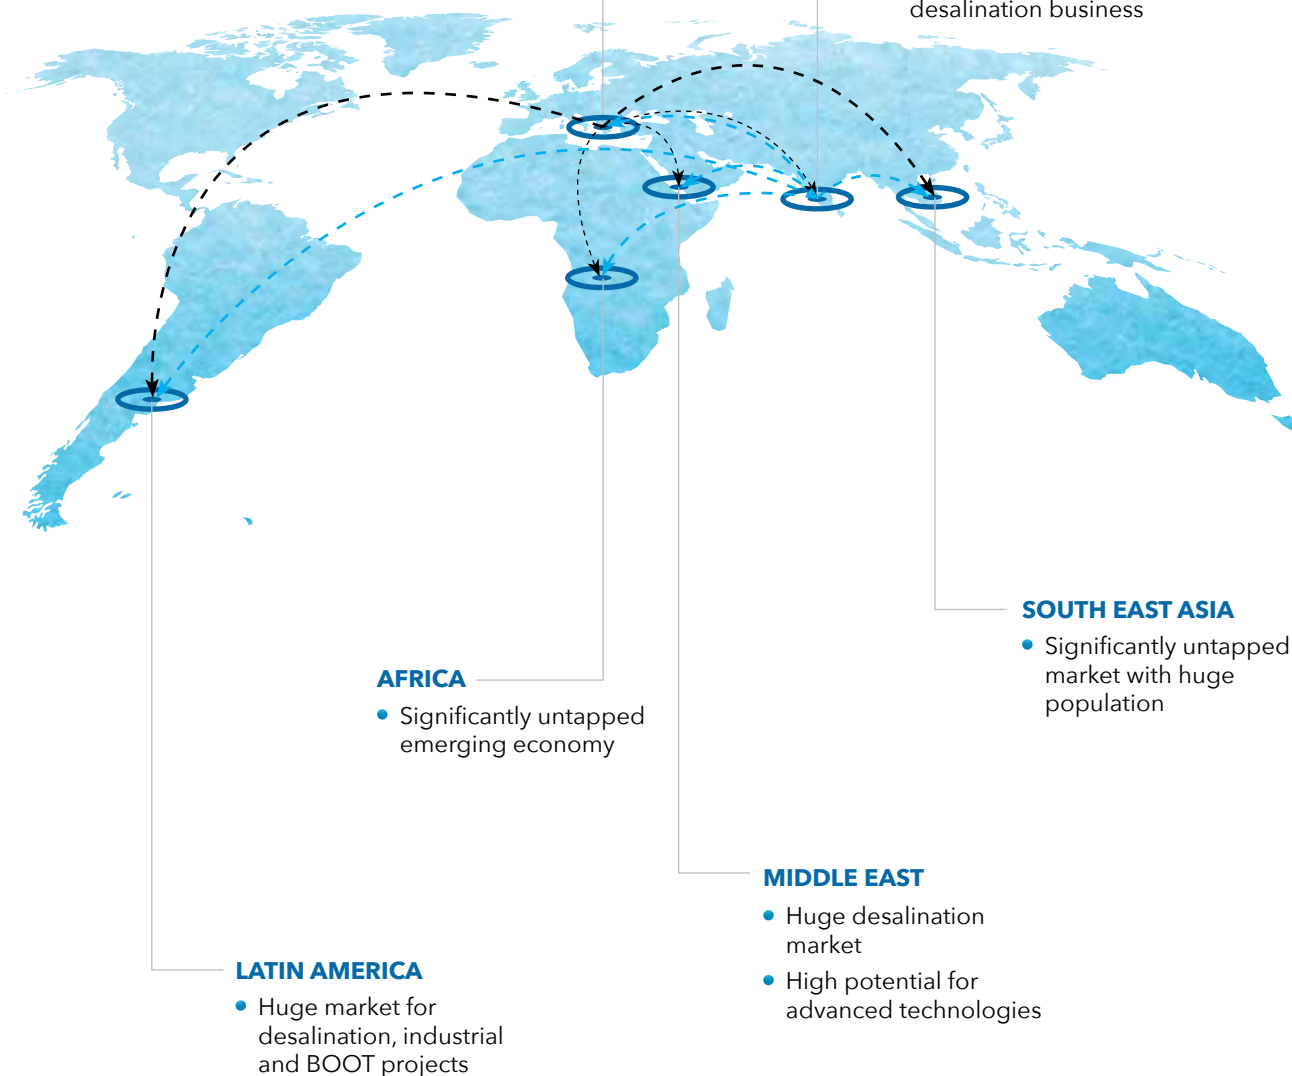 desalination business
SOUTH EAST ASIA
Significantly untapped
market with huge
population
AFRICA
Significantly untapped
emerging economy
MIDDLE EAST
Huge desalination
market
High potential for
advanced technologies
LATIN AMERICA
Huge market for
desalination, industrial
and BOOT projects